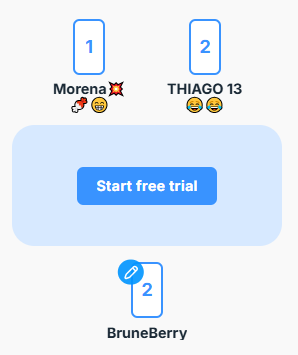 1
2
Morena💥
📌😁
THIAGO 13
😂😂
Start free trial
2
BruneBerry